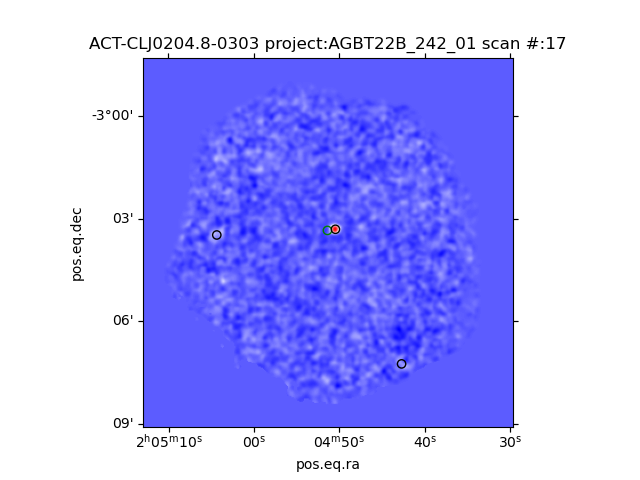 ACT-CLJ0204.8-0303 project:AGBT22B_242_01 scan #:17
-3°00'
03'
06'
09'
pos.eq.dec
2ʰ05ᵐ10ˢ 00ˢ 04ᵐ50ˢ 40ˢ 30ˢ
pos.eq.ra